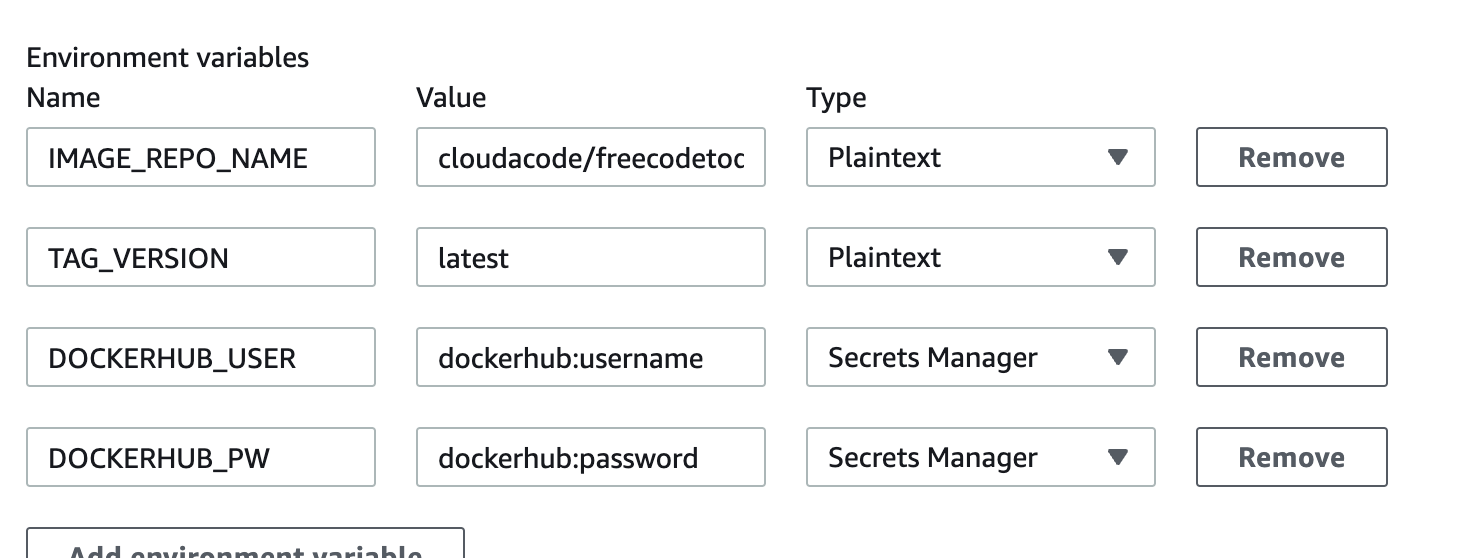 Environment variables
Name Value Type
IMAGE_REPO_NAME cloudacode/freecodetoc Plaintext Remove
TAG_VERSION latest Plaintext Remove
DOCKERHUB_USER dockerhub:username Secrets Manager Remove
DOCKERHUB_PW dockerhub:password Secrets Manager Remove
Add environment variable